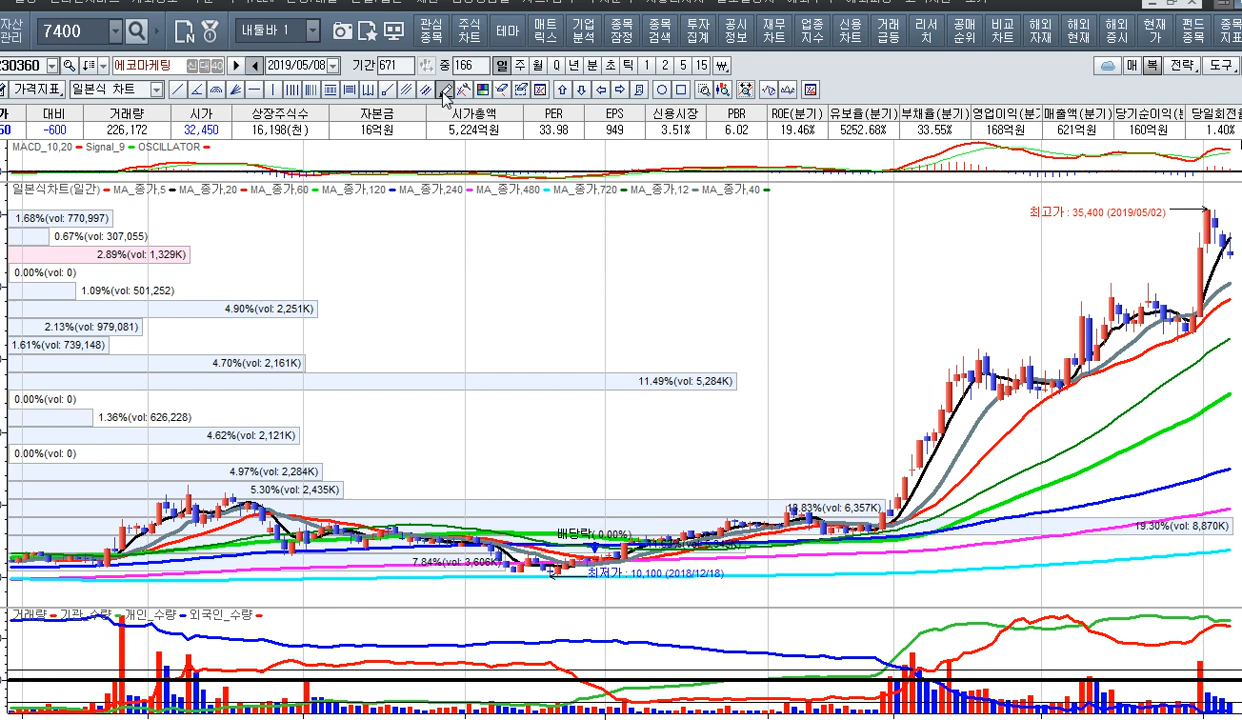 자산 관리 7400 내툴바 1 관심 종목 주식 차트 테마 매트 릭스 기업 분석 종목 잠정 종목 검색 투자 집계 공시 정보 재무 차트 업종 지수 신용 차트 거래 급등 리서 치 공매 순위 비교 차트 해외 자재 해외 현재 해외 증시 현재 가 펀드 종목 종목 지표
230360 에코마케팅 신 대 40 2019/05/08 기간 671 중 166 일 주 월 Q 년 분 초 틱 1 2 5 15 매 복 전략 도구
가격지표 일본식 차트
가 대비 거래량 시가 상장주식수 자본금 시가총액 PER EPS 신용시장 PBR ROE(분기) 유보율(분기) 부채율(분기) 영업이익(분기 매출액(분기) 당기순이익(분 당일회전율
50 -600 226,172 32,450 16,198(천) 16억원 5,224억원 33.98 949 3.51% 6.02 19.46% 5252.68% 33.55% 168억원 621억원 160억원 1.40%
MACD_10,20 Signal_9 OSCILLATOR
일본식차트(일간) MA_종가,5 MA_종가,20 MA_종가,60 MA_종가,120 MA_종가,240 MA_종가,480 MA_종가,720 MA_종가,12 MA_종가,40
최고가 : 35,400 (2019/05/02)
1.68%(vol: 770,997)
0.67%(vol: 307,055)
2.89%(vol: 1,329K)
0.00%(vol: 0)
1.09%(vol: 501,252)
4.90%(vol: 2,251K)
2.13%(vol: 979,081)
1.61%(vol: 739,148)
4.70%(vol: 2,161K)
11.49%(vol: 5,284K)
0.00%(vol: 0)
1.36%(vol: 626,228)
4.62%(vol: 2,121K)
0.00%(vol: 0)
4.97%(vol: 2,284K)
5.30%(vol: 2,435K)
13.83%(vol: 6,357K)
19.30%(vol: 8,870K)
배당락( 0.00%)
7.84%(vol: 3,606K)
최저가 : 10,100 (2018/12/18)
거래량 기관_수량 개인_수량 외국인_수량